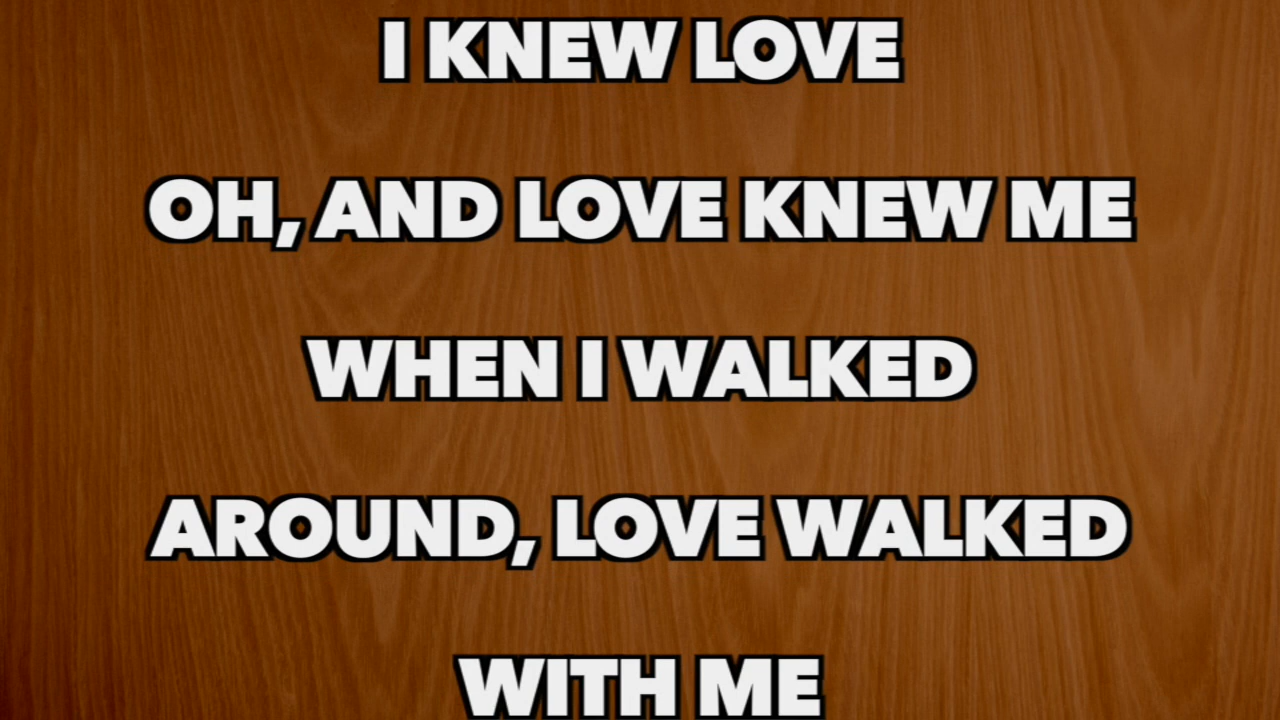 I KNEW LOVE
OH, AND LOVE KNEW ME
WHEN I WALKED
AROUND, LOVE WALKED
WITH ME